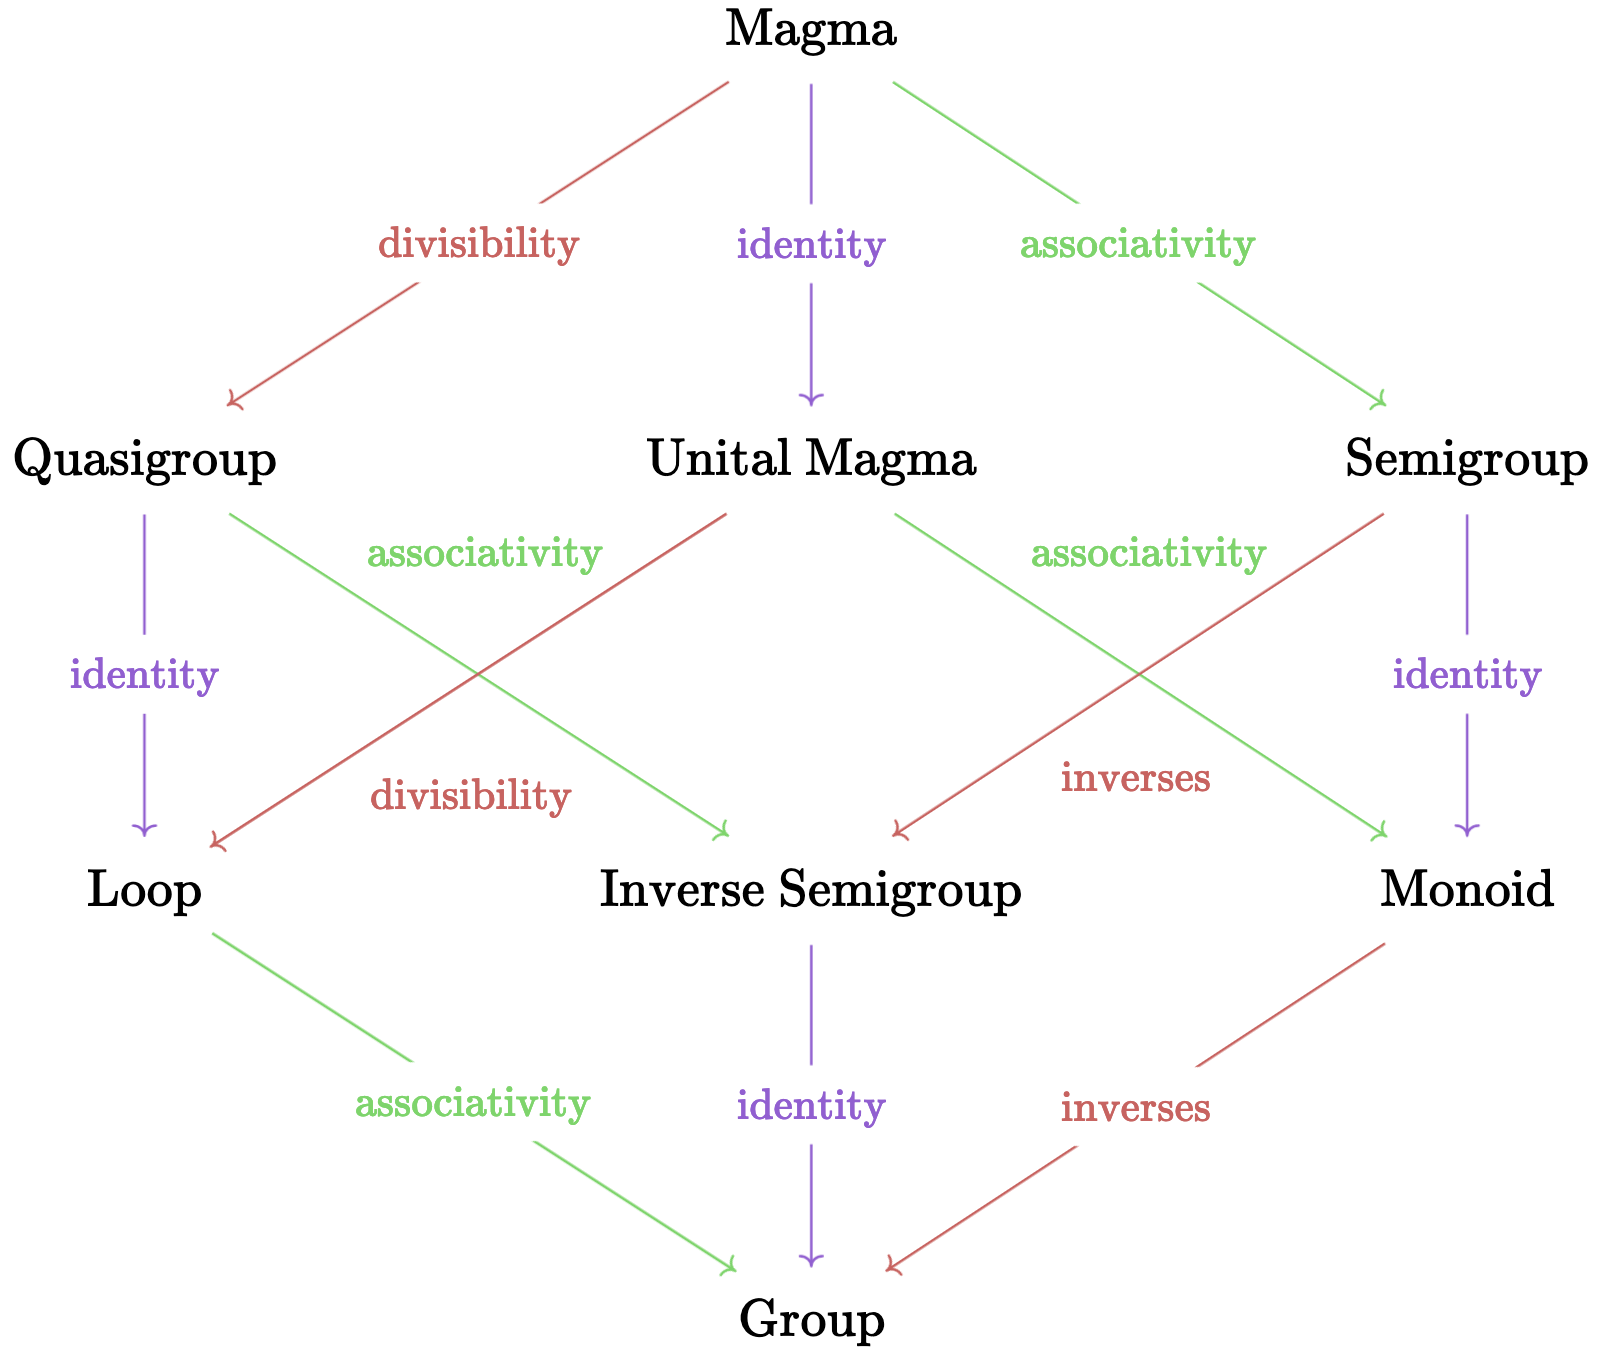 Magma
divisibility
identity
associativity
Quasigroup
Unital Magma
Semigroup
associativity
associativity
identity
identity
divisibility
inverses
Loop
Inverse Semigroup
Monoid
associativity
identity
inverses
Group